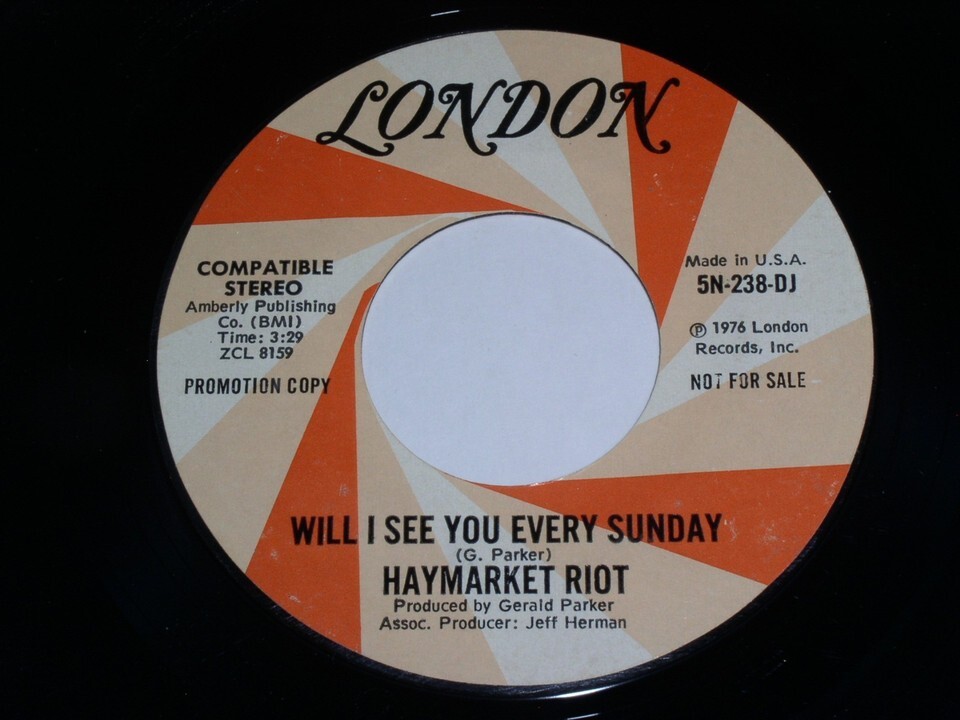 LONDON
COMPATIBLE
STEREO
Amberly Publishing
Co. (BMI)
Time: 3:29
ZCL 8159
PROMOTION COPY
Made in U.S.A.
5N-238-DJ
℗ 1976 London
Records, Inc.
NOT FOR SALE
WILL I SEE YOU EVERY SUNDAY
(G. Parker)
HAYMARKET RIOT
Produced by Gerald Parker
Assoc. Producer: Jeff Herman